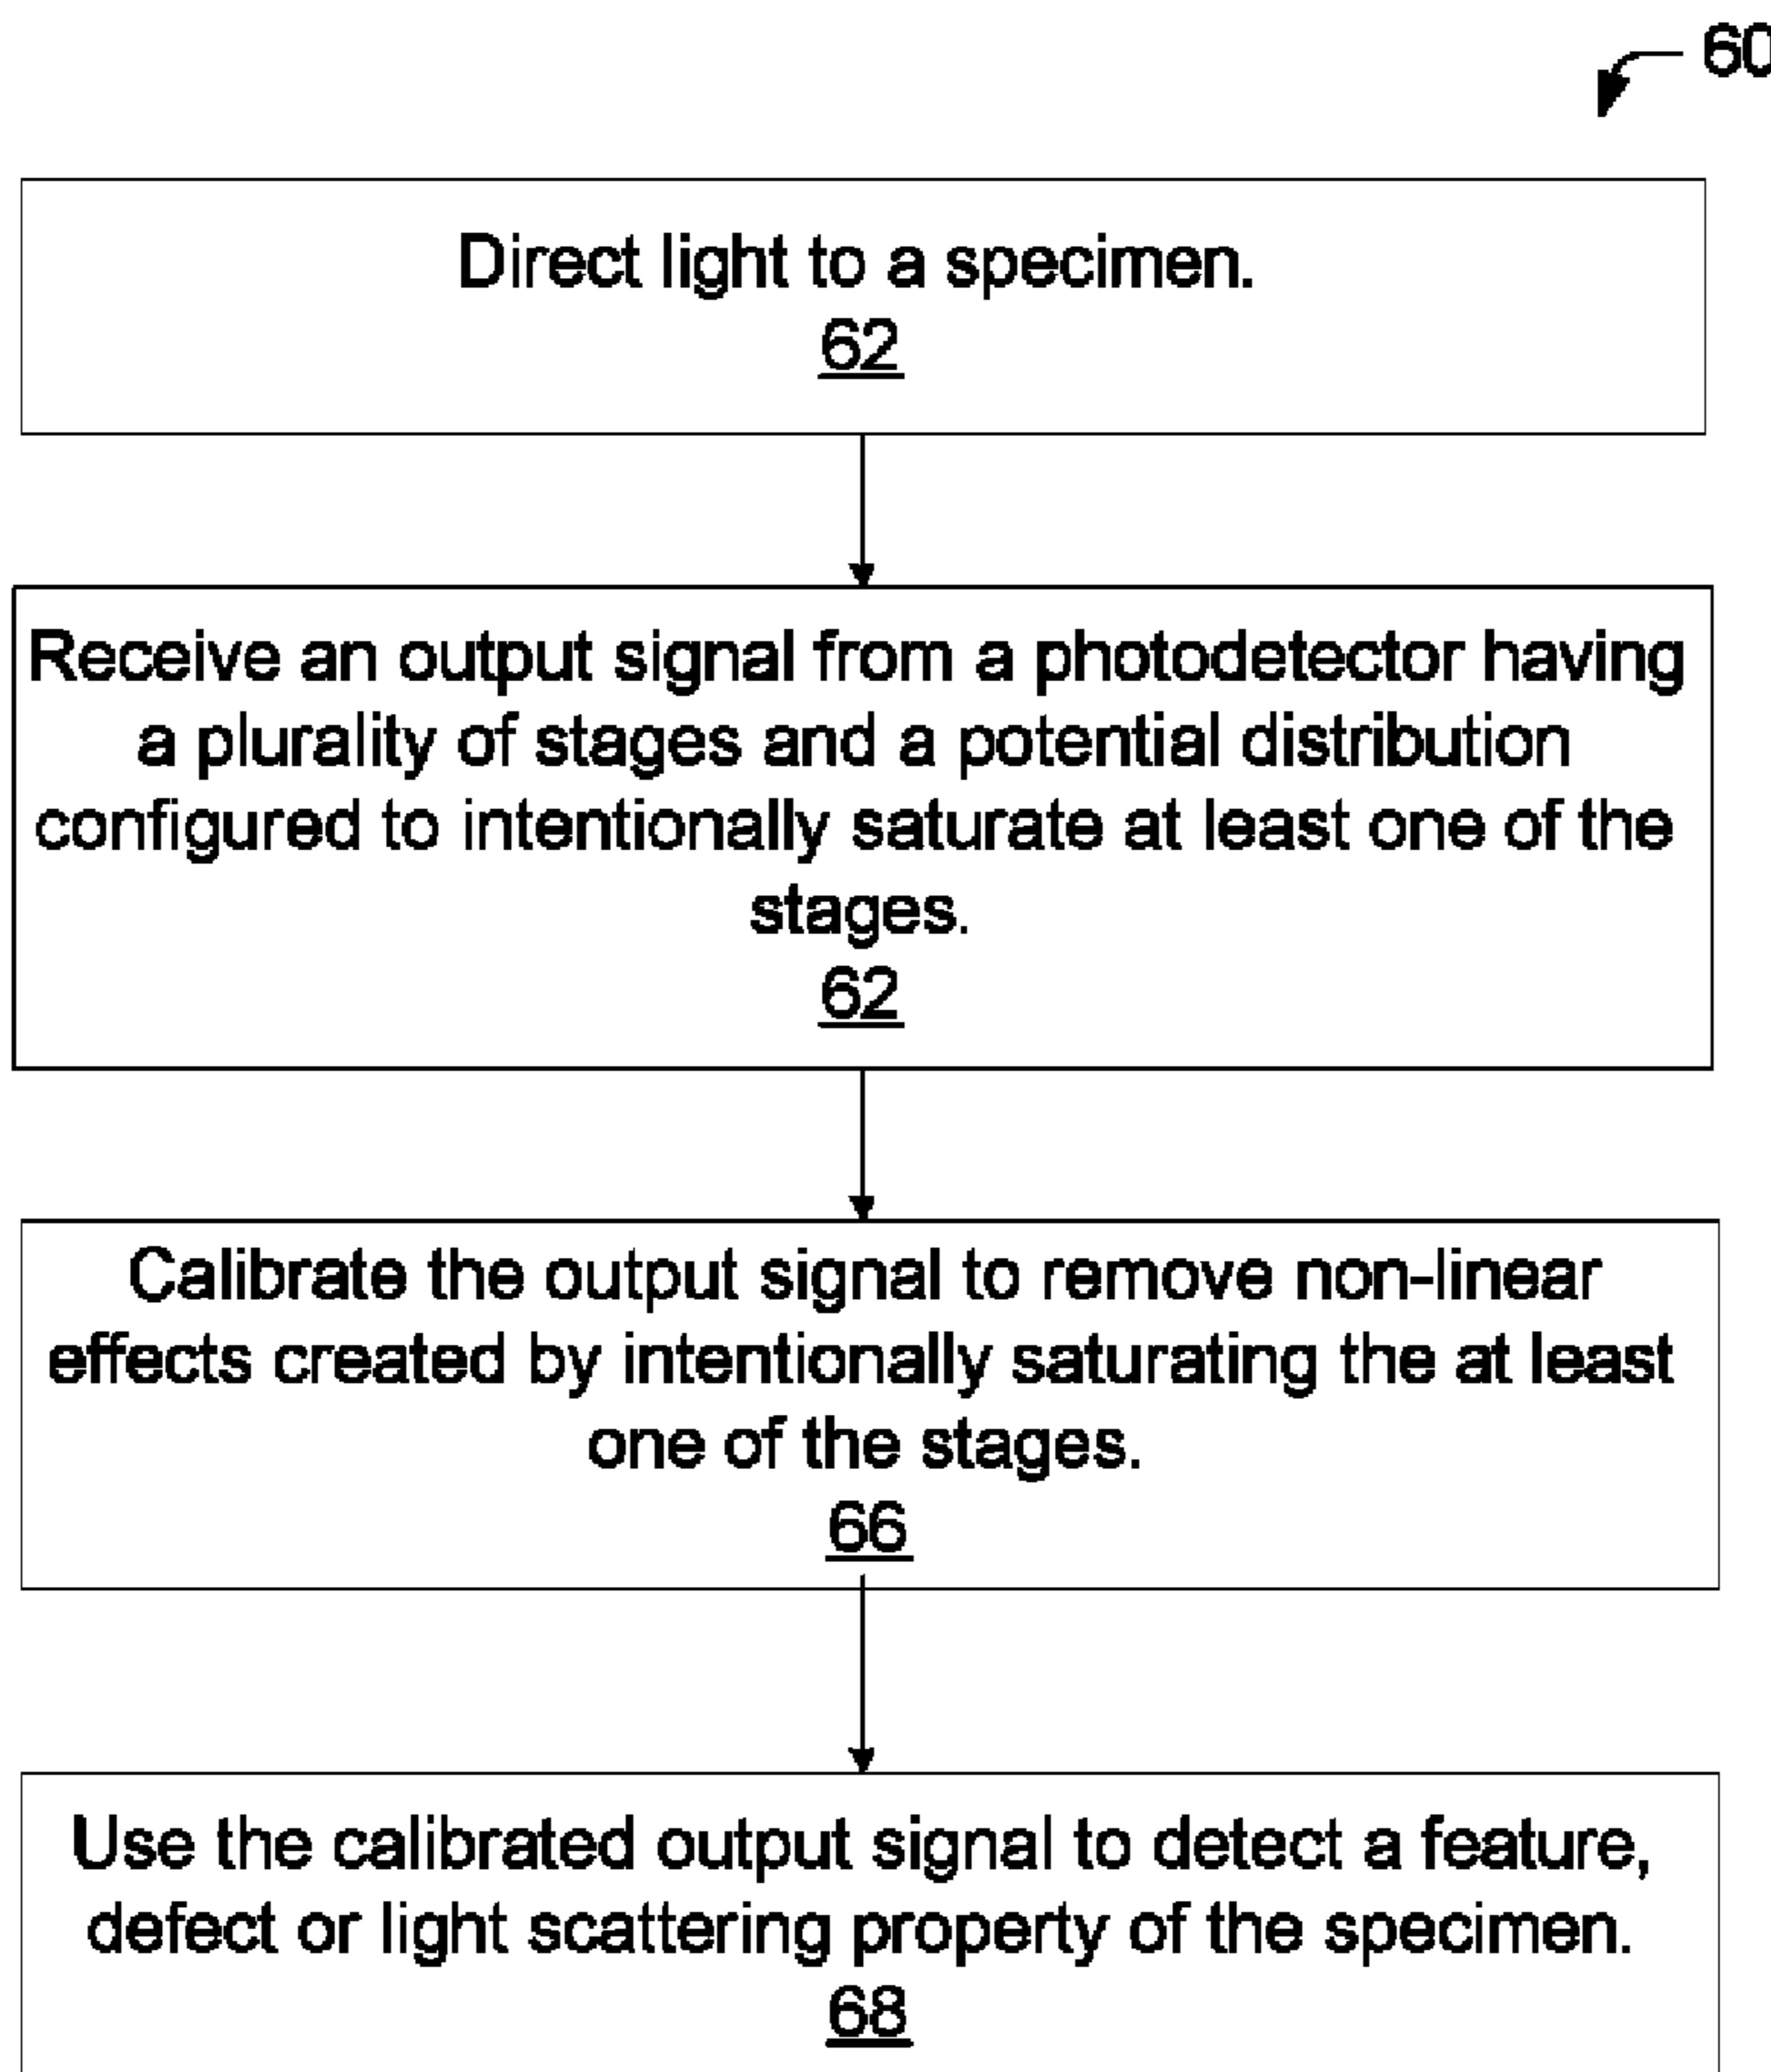 60
Direct light to a specimen.
62
Receive an output signal from a photodetector having
a plurality of stages and a potential distribution
configured to intentionally saturate at least one of the
stages.
62
Calibrate the output signal to remove non-linear
effects created by intentionally saturating the at least
one of the stages.
66
Use the calibrated output signal to detect a feature,
defect or light scattering property of the specimen.
68